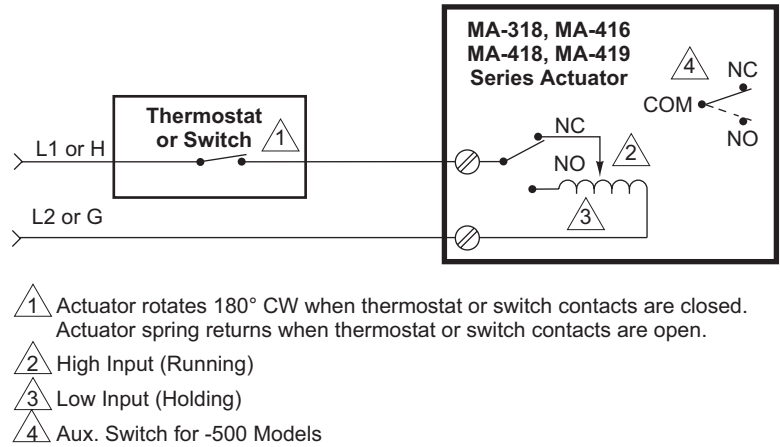 MA-318, MA-416
MA-418, MA-419
Series Actuator
4
NC
COM
NO
Thermostat
or Switch
1
L1 or H
NC
NO
2
3
L2 or G
1 Actuator rotates 180° CW when thermostat or switch contacts are closed.
Actuator spring returns when thermostat or switch contacts are open.
2 High Input (Running)
3 Low Input (Holding)
4 Aux. Switch for -500 Models